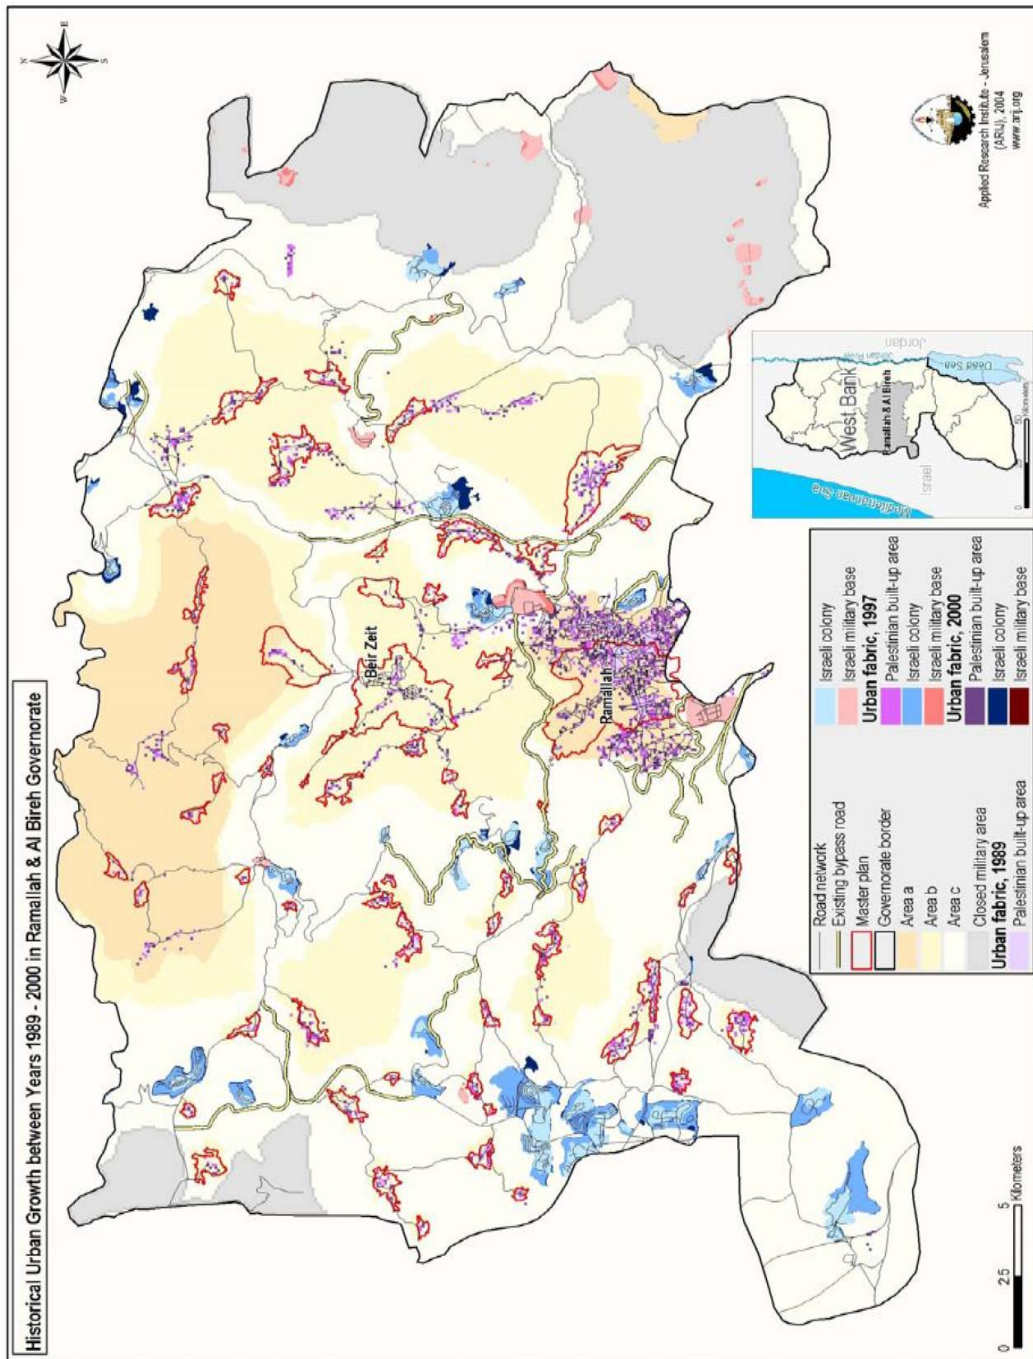 Historical Urban Growth between Years 1989 - 2000 in Ramallah & Al Bireh Governorate
N
E
S
W
Beir Zeit
Ramallah
Applied Research Institute - Jerusalem
(ARIJ), 2004
www.arij.org
Road network
Existing bypass road
Master plan
Governorate border
Area a
Area b
Area c
Closed military area
Urban fabric, 1989
Palestinian built-up area
Israeli colony
Israeli military base
Urban fabric, 1997
Palestinian built-up area
Israeli colony
Israeli military base
Urban fabric, 2000
Palestinian built-up area
Israeli colony
Israeli military base
Mediterranean Sea
Israel
West Bank
Ramallah & Al Bireh
Jordan River
Jordan
Dead Sea
0
25
50
Kilometers
0
2.5
5
Kilometers